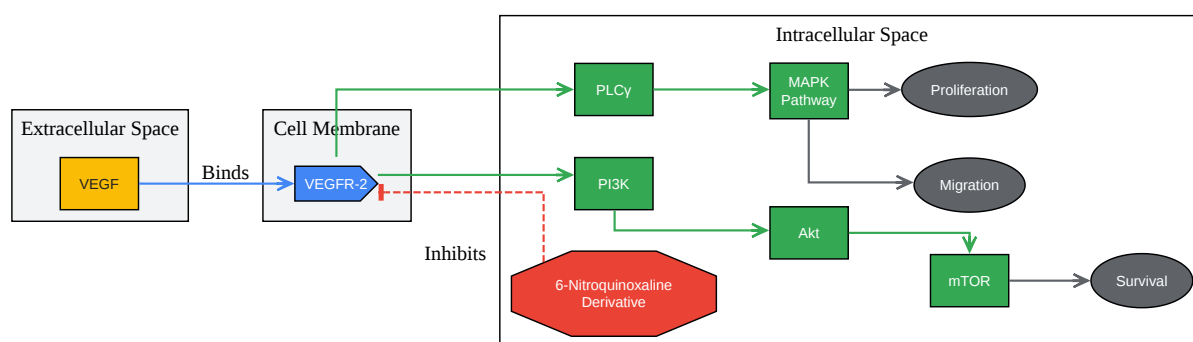 Intracellular Space
PLCγ
MAPK
Pathway
Proliferation
Extracellular Space
Cell Membrane
VEGF
Binds
VEGFR-2
PI3K
Migration
Akt
Inhibits
6-Nitroquinoxaline
Derivative
mTOR
Survival